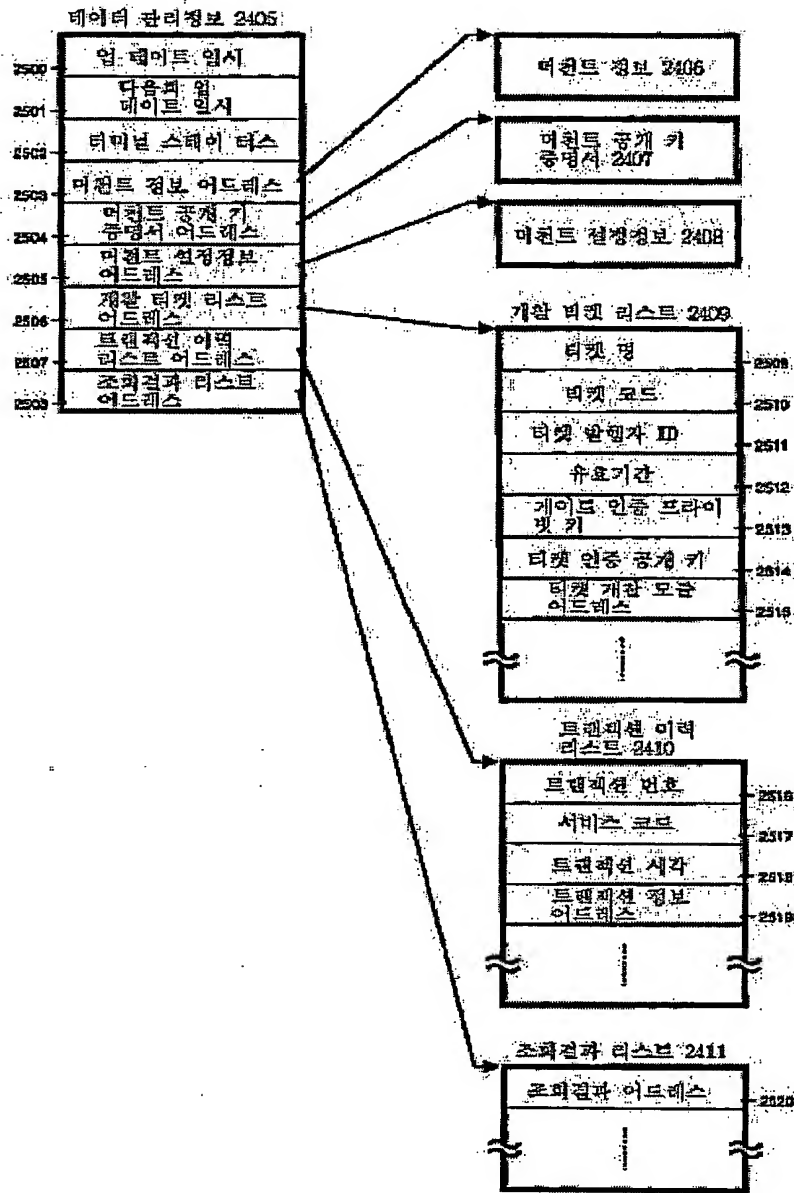 데이터 관리정보 2405
업 데이트 일시
2500
다음회 업
데이트 일시
2501
터미널 스테이 터스
2502
머천트 정보 어드레스
2503
머천트 공개 키
증명서 어드레스
2504
머천트 설정정보
어드레스
2505
개찰 티켓 리스트
어드레스
2506
트랜잭션 이력
리스트 어드레스
2507
조회결과 리스트
어드레스
2508
머천트 정보 2406
머천트 공개 키
증명서 2407
머천트 설정정보 2408
개찰 티켓 리스트 2409
티켓 명
2509
티켓 코드
2510
티켓 발행자 ID
2511
유효기간
2512
게이트 인증 프라이
빗 키
2513
티켓 인증 공개 키
2514
티켓 개찰 모듈
어드레스
2515
트랜잭션 이력
리스트 2410
트랜잭션 번호
2516
서비스 코드
2517
트랜잭션 시각
2518
트랜잭션 정보
어드레스
2519
조회결과 리스트 2411
조회결과 어드레스
2520